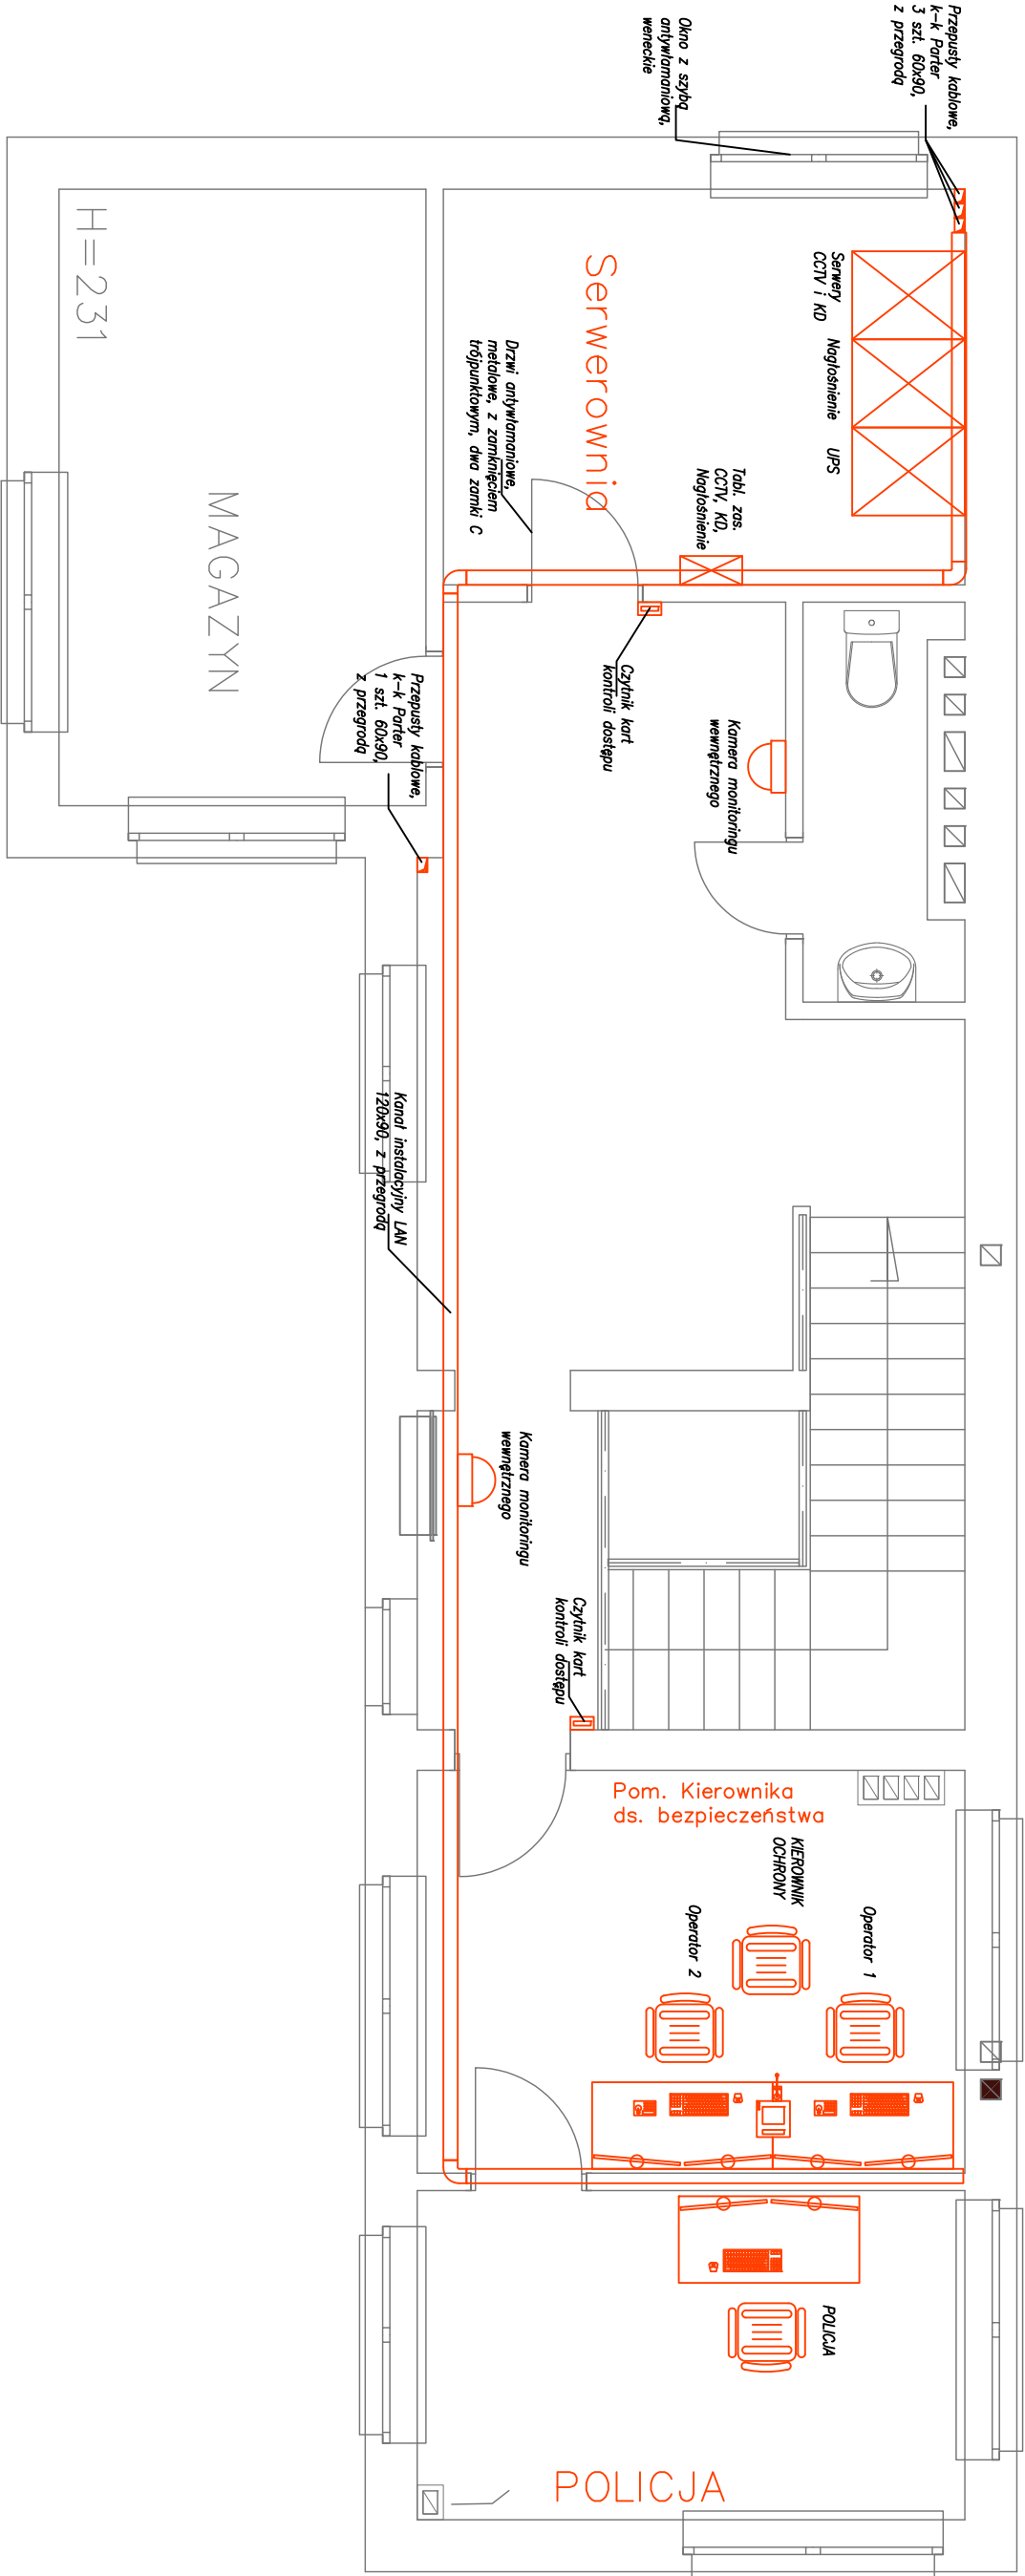 Przepusty kablowe,
k-k Parter
3 szt. 60x90,
z przegrodą
Okno z szybą
antywłamaniową,
weneckie
Serwery
CCTV i KD
Nagłośnienie
UPS
Serwerownia
H=231
Drzwi antywłamaniowe,
metalowe, z zamknięciem
trójpunktowym, dwa zamki C
Tabl. zas.
CCTV, KD,
Nagłośnienie
MAGAZYN
Czytnik kart
kontroli dostępu
Przepusty kablowe,
k-k Parter
1 szt. 60x90,
z przegrodą
Kamera monitoringu
wewnętrznego
Kanał instalacyjny LAN
120x90, z przegrodą
Kamera monitoringu
wewnętrznego
Czytnik kart
kontroli dostępu
Pom. Kierownika
ds. bezpieczeństwa
KIEROWNIK
OCHRONY
Operator 1
Operator 2
POLICJA
POLICJA